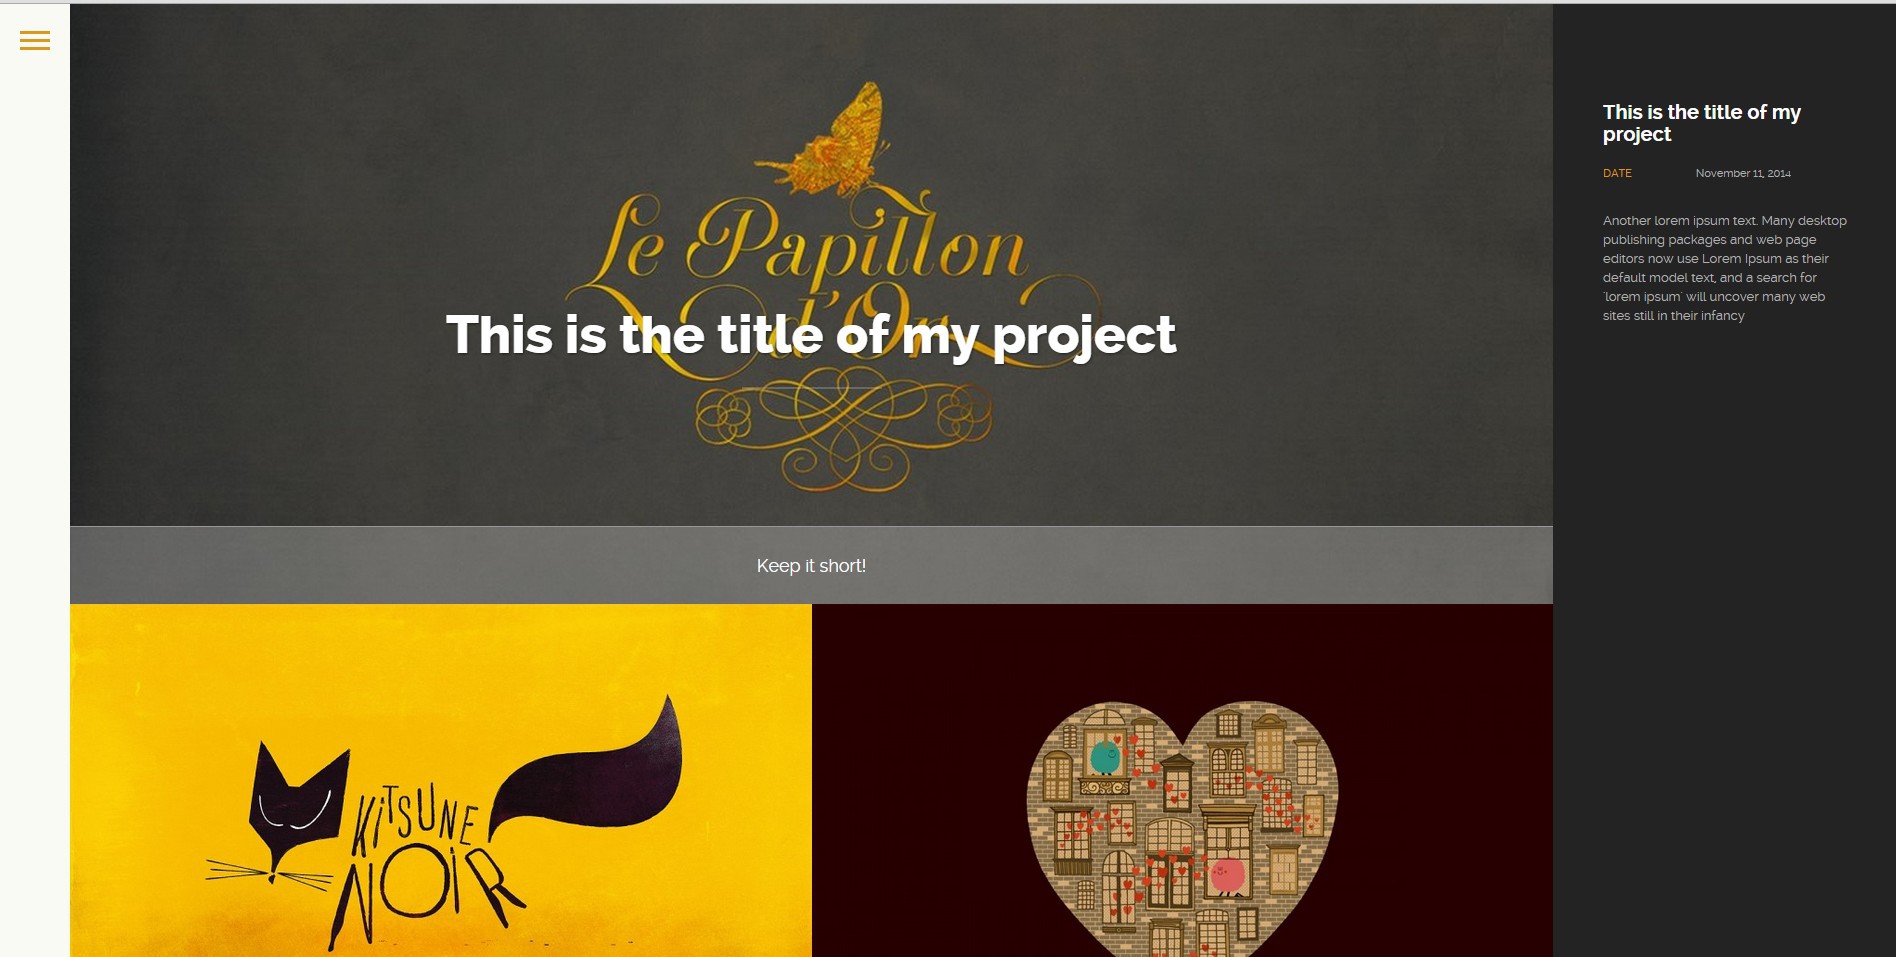 Le Papillon
d'Or
This is the title of my project
Keep it short!
KiTSUNE
NOiR
This is the title of my
project
DATE November 11, 2014
Another lorem ipsum text. Many desktop
publishing packages and web page
editors now use Lorem Ipsum as their
default model text, and a search for
'lorem ipsum' will uncover many web
sites still in their infancy